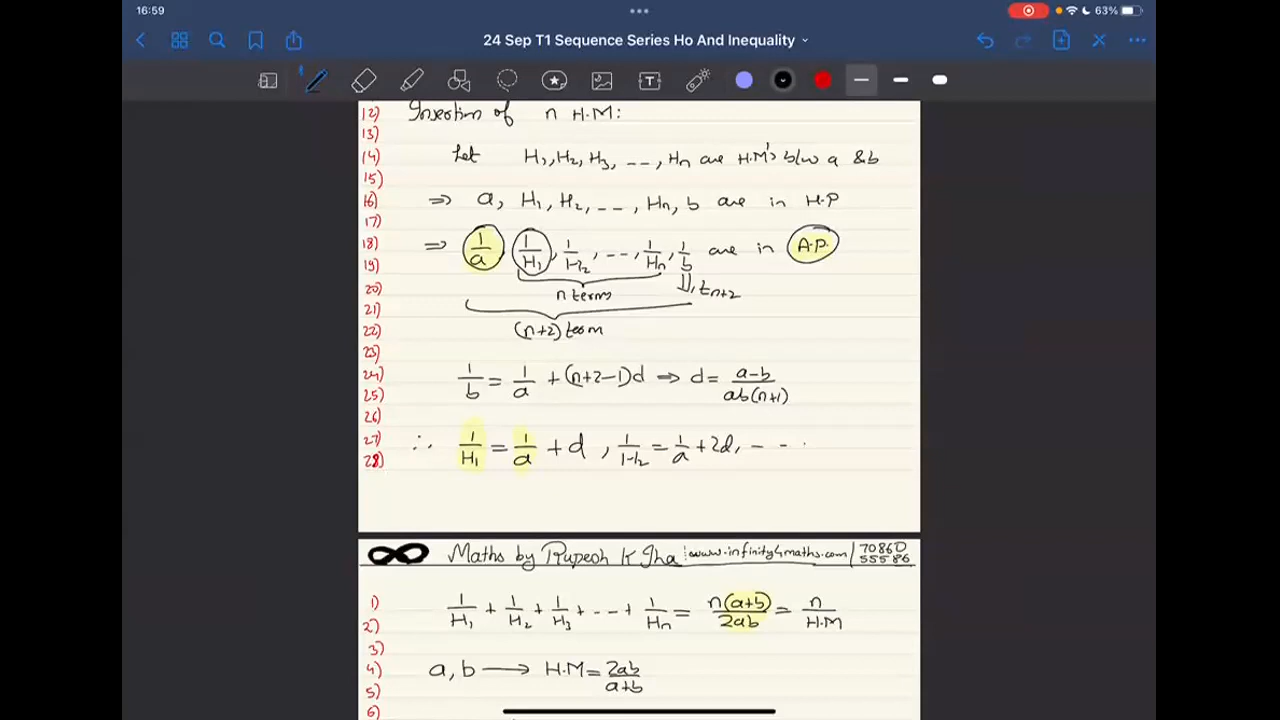 16:59
63%
24 Sep T1 Sequence Series Ho And Inequality
12) Insertion of n H.M:
13)
14) Let H₁, H₂, H₃, ---, Hn are H.M's b/w a & b
15)
16) ⇒ a, H₁, H₂, ---, Hn, b are in H.P
17)
18) ⇒ 1/a, 1/H₁, 1/H₂, ---, 1/Hn, 1/b are in A.P.
19)
20) n terms ⇓ tn+2
21)
22) (n+2) term
23)
24) 1/b = 1/a + (n+2-1)d ⇒ d = a-b/ab(n+1)
25)
26)
27) ∴ 1/H₁ = 1/a + d, 1/H₂ = 1/a + 2d, - - -
28)
∞ Maths by Rupesh K Jha | www.infinity4maths.com / 70860 55586
1) 1/H₁ + 1/H₂ + 1/H₃ + --- + 1/Hn = n(a+b)/2ab = n/H.M
2)
3)
4) a, b → H.M = 2ab/a+b
5)
6)